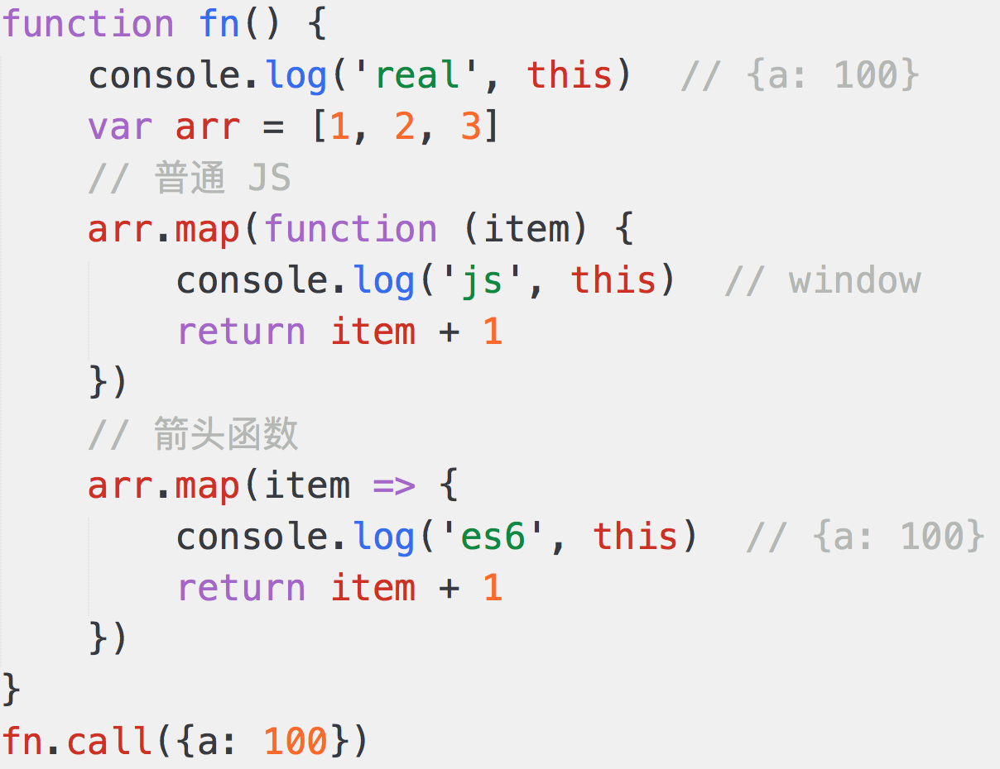 function fn() {
    console.log('real', this)  // {a: 100}
    var arr = [1, 2, 3]
    // 普通 JS
    arr.map(function (item) {
        console.log('js', this)  // window
        return item + 1
    })
    // 箭头函数
    arr.map(item => {
        console.log('es6', this)  // {a: 100}
        return item + 1
    })
}
fn.call({a: 100})